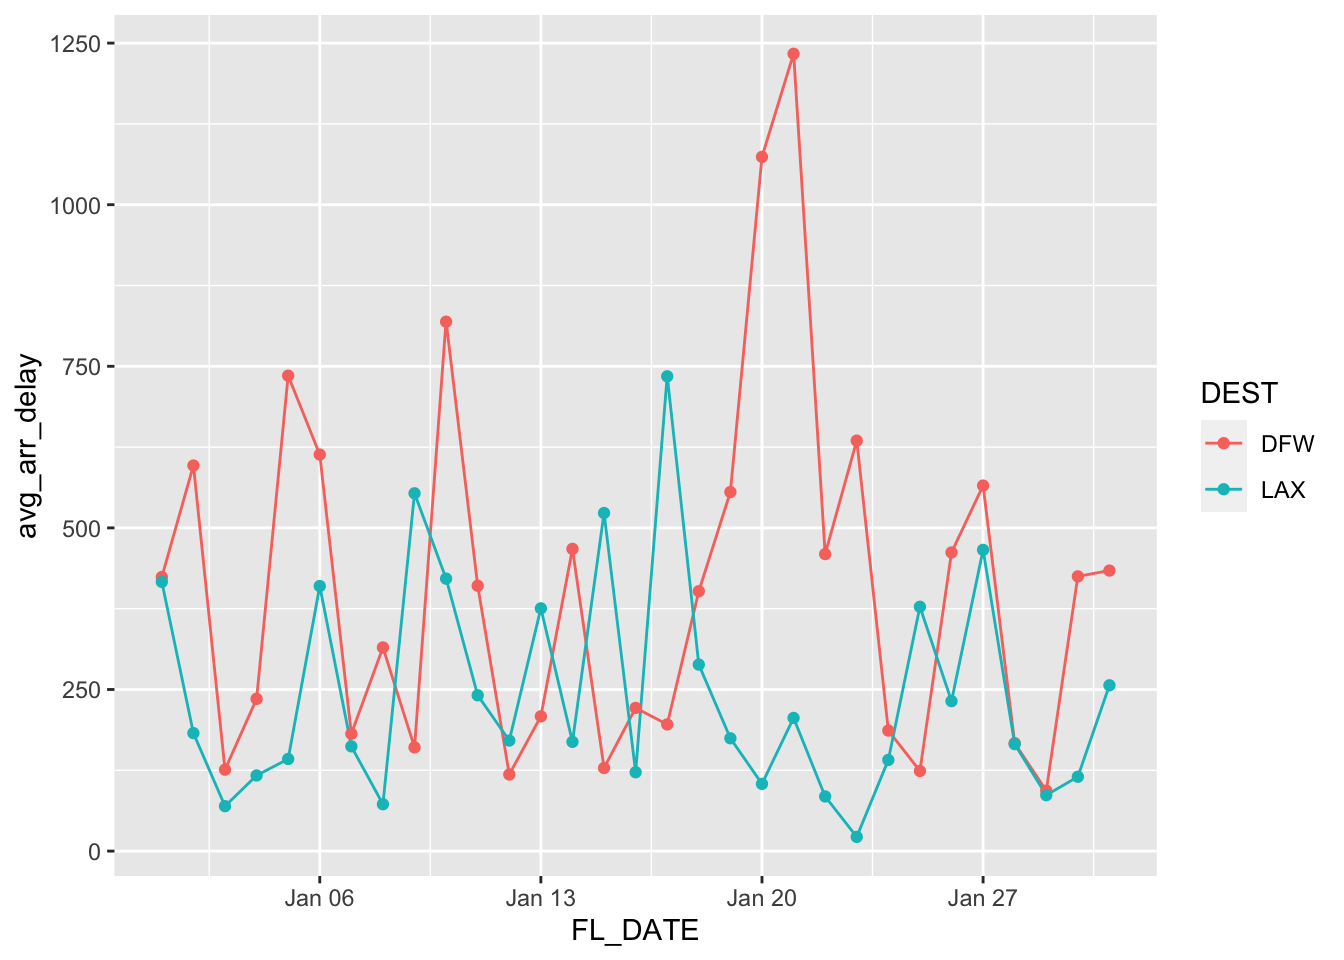 1250
1000
750
500
250
0
avg_arr_delay
Jan 06
Jan 13
Jan 20
Jan 27
FL_DATE
DEST
DFW
LAX